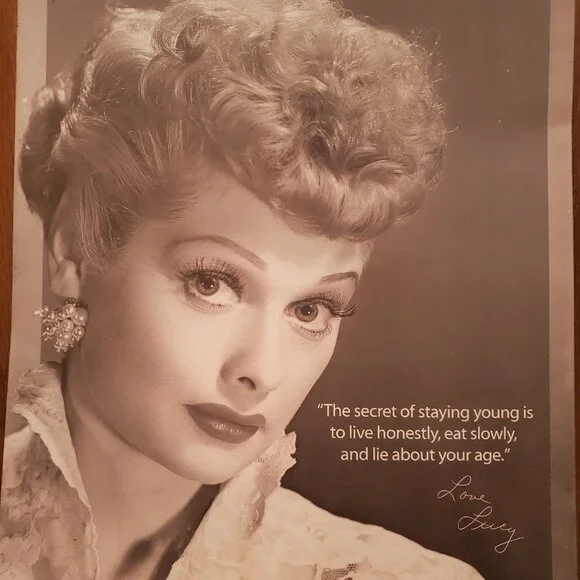 “The secret of staying young is
to live honestly, eat slowly,
and lie about your age.”
Love
Lucy